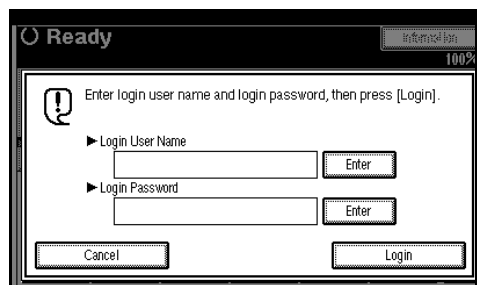 Ready
Information
100%
Enter login user name and login password, then press [Login].
►Login User Name
Enter
►Login Password
Enter
Cancel
Login